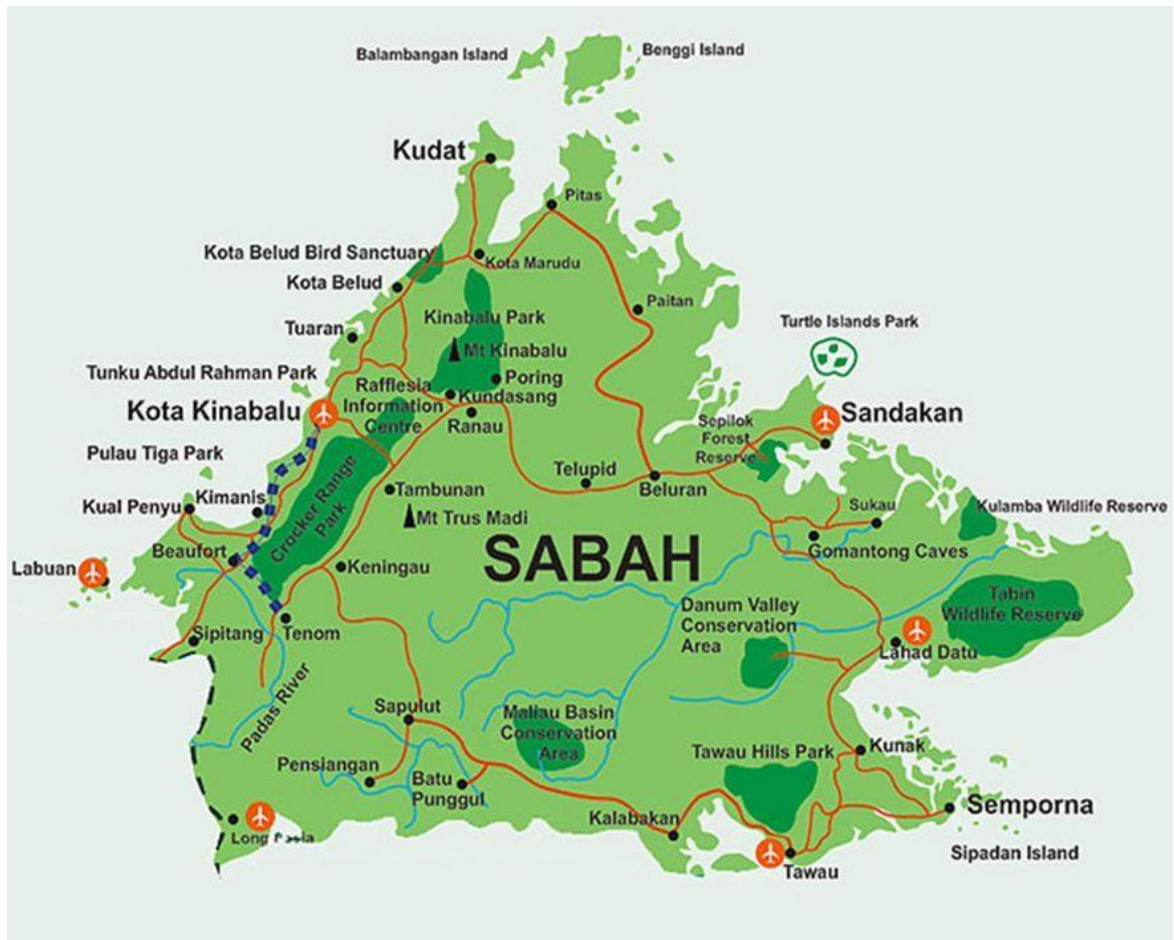 Balambangan Island
Benggi Island
Kudat
Pitas
Kota Belud Bird Sanctuary
Kota Marudu
Kota Belud
Paitan
Kinabalu Park
Tuaran
Turtle Islands Park
Mt Kinabalu
Tunku Abdul Rahman Park
Poring
Rafflesia
Information
Centre
Kundasang
Kota Kinabalu
Ranau
Sandakan
Sepilok
Forest
Reserve
Pulau Tiga Park
Telupid
Beluran
Kimanis
Tambunan
Kual Penyu
Crocker Range
Park
Mt Trus Madi
Sukau
Kulamba Wildlife Reserve
Beaufort
SABAH
Gomantong Caves
Labuan
Keningau
Tabin
Wildlife Reserve
Danum Valley
Conservation
Area
Sipitang
Tenom
Lahad Datu
Padas River
Sapulut
Maliau Basin
Conservation
Area
Tawau Hills Park
Kunak
Pensiangan
Batu
Punggul
Semporna
Kalabakan
Long
Sipadan Island
Tawau